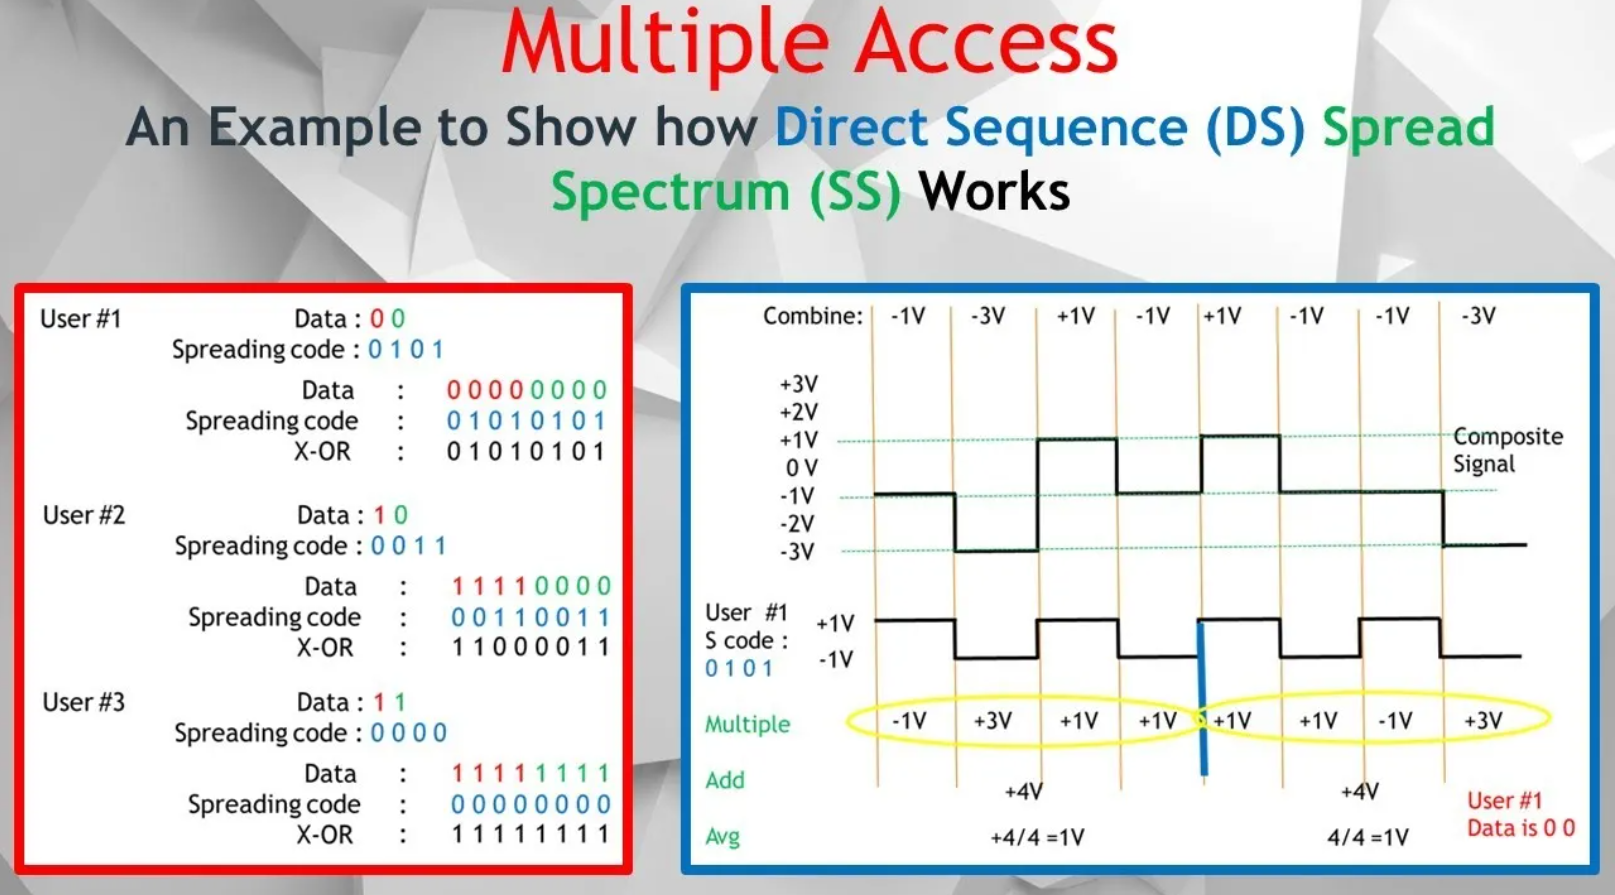 Multiple Access
An Example to Show how Direct Sequence (DS) Spread
Spectrum (SS) Works
User #1 Data : 0 0
Spreading code : 0 1 0 1
Data : 0 0 0 0 0 0 0 0
Spreading code : 0 1 0 1 0 1 0 1
X-OR : 0 1 0 1 0 1 0 1
User #2 Data : 1 0
Spreading code : 0 0 1 1
Data : 1 1 1 1 0 0 0 0
Spreading code : 0 0 1 1 0 0 1 1
X-OR : 1 1 0 0 0 0 1 1
User #3 Data : 1 1
Spreading code : 0 0 0 0
Data : 1 1 1 1 1 1 1 1
Spreading code : 0 0 0 0 0 0 0 0
X-OR : 1 1 1 1 1 1 1 1
Combine: -1V -3V +1V -1V +1V -1V -1V -3V
+3V
+2V
+1V
0 V
-1V
-2V
-3V
Composite
Signal
User #1
S code :
0 1 0 1
+1V
-1V
Multiple -1V +3V +1V +1V +1V +1V -1V +3V
Add +4V +4V
Avg +4/4 =1V 4/4 =1V
User #1
Data is 0 0